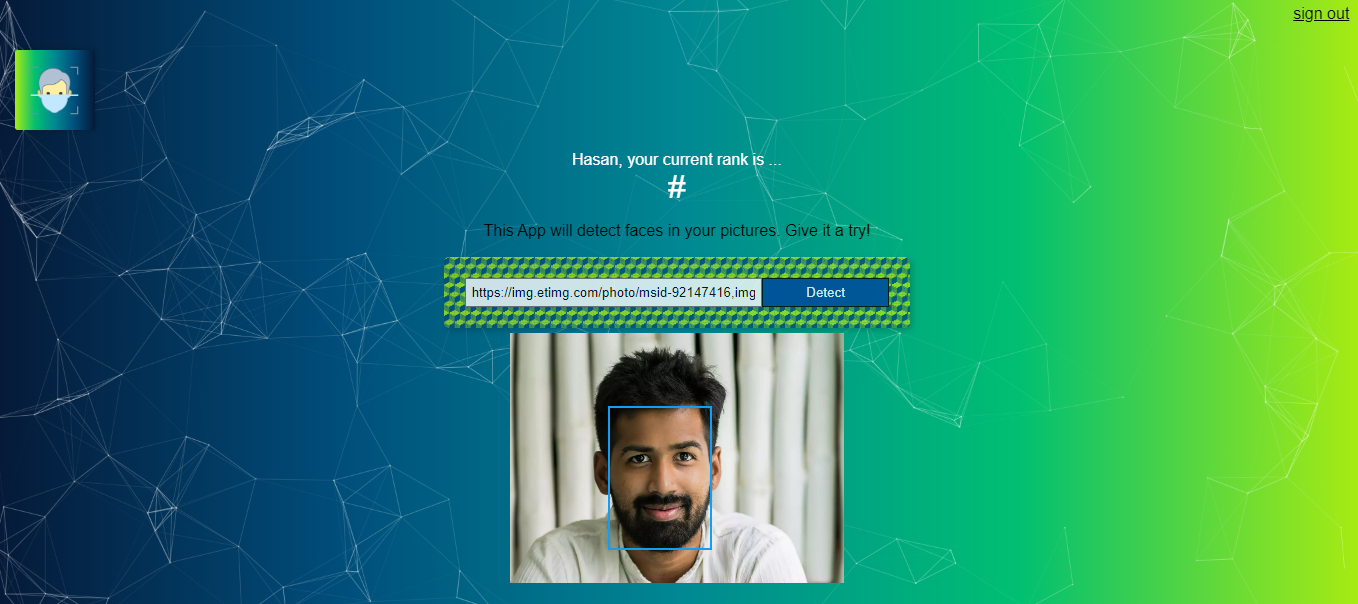 sign out
Hasan, your current rank is ...
#
This App will detect faces in your pictures. Give it a try!
https://img.etimg.com/photo/msid-92147416,img Detect